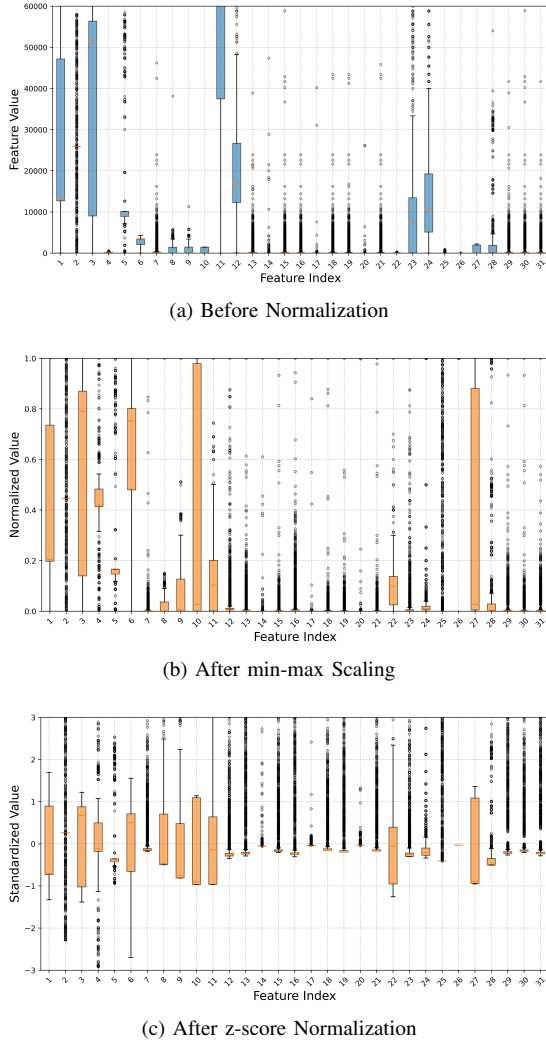 60000
50000
40000
30000
20000
10000
0
Feature Value
1 2 3 4 5 6 7 8 9 10 11 12 13 14 15 16 17 18 19 20 21 22 23 24 25 26 27 28 29 30 31
Feature Index
(a) Before Normalization
1.0
0.8
0.6
0.4
0.2
0.0
Normalized Value
1 2 3 4 5 6 7 8 9 10 11 12 13 14 15 16 17 18 19 20 21 22 23 24 25 26 27 28 29 30 31
Feature Index
(b) After min-max Scaling
3
2
1
0
−1
−2
−3
Standardized Value
1 2 3 4 5 6 7 8 9 10 11 12 13 14 15 16 17 18 19 20 21 22 23 24 25 26 27 28 29 30 31
Feature Index
(c) After z-score Normalization